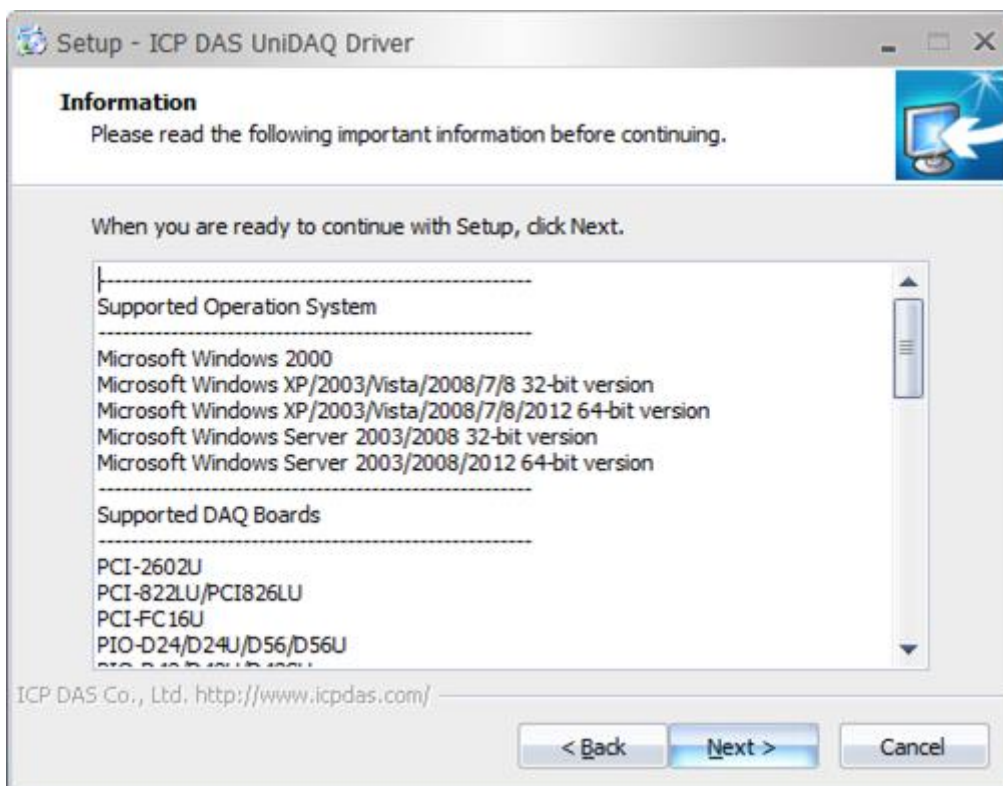 Setup - ICP DAS UniDAQ Driver
Information
Please read the following important information before continuing.
When you are ready to continue with Setup, click Next.
------------------------------------------------------
Supported Operation System
------------------------------------------------------
Microsoft Windows 2000
Microsoft Windows XP/2003/Vista/2008/7/8 32-bit version
Microsoft Windows XP/2003/Vista/2008/7/8/2012 64-bit version
Microsoft Windows Server 2003/2008 32-bit version
Microsoft Windows Server 2003/2008/2012 64-bit version
------------------------------------------------------
Supported DAQ Boards
------------------------------------------------------
PCI-2602U
PCI-822LU/PCI826LU
PCI-FC16U
PIO-D24/D24U/D56/D56U
ICP DAS Co., Ltd. http://www.icpdas.com/
< Back Next > Cancel